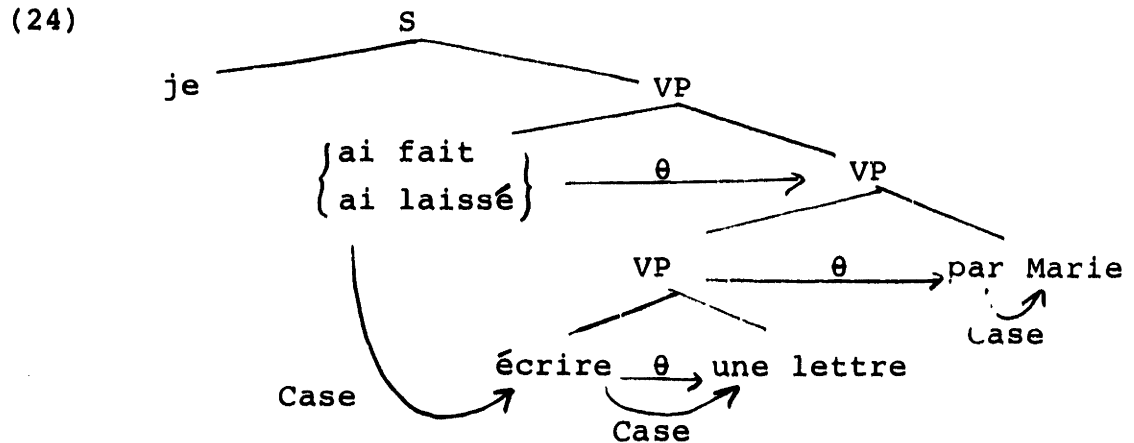 (24)
S
je VP
{ai fait
ai laissé} θ VP
VP θ par Marie
Case
écrire θ une lettre
Case
Case